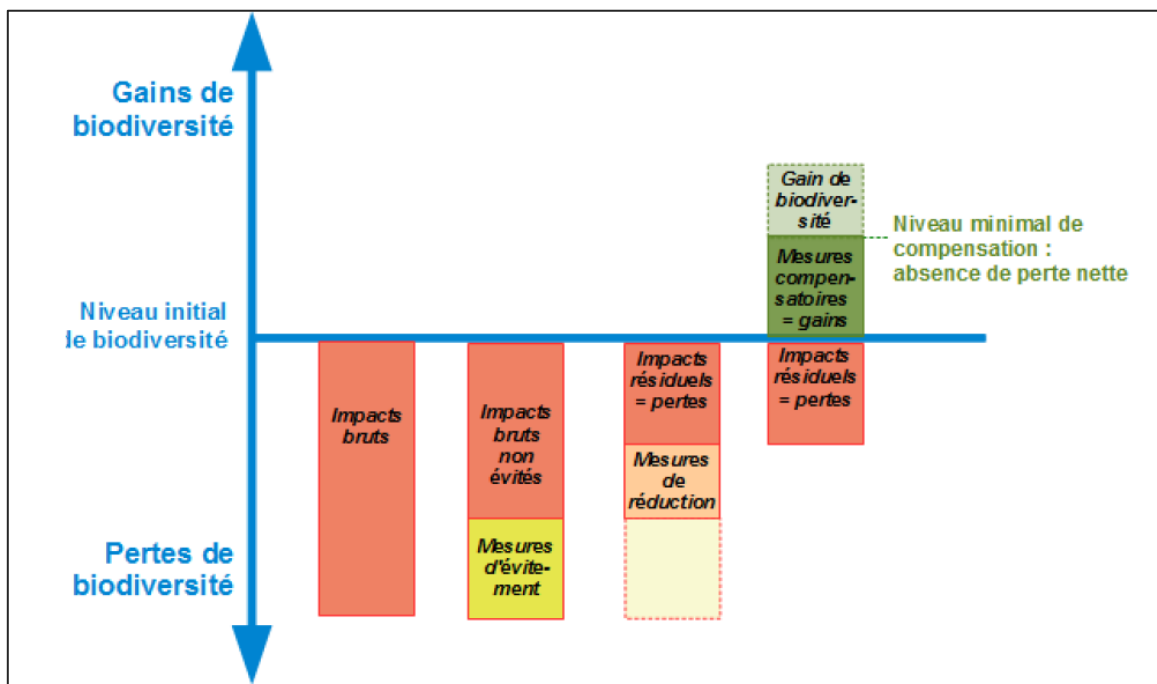 Gains de
biodiversité
Niveau initial
de biodiversité
Pertes de
biodiversité
Impacts
bruts
Impacts
bruts
non
évités
Mesures
d'évite-
ment
Impacts
résiduels
= pertes
Mesures
de
réduction
Gain de
biodiver-
sité
Mesures
compen-
satoires
= gains
Impacts
résiduels
= pertes
Niveau minimal de
compensation :
absence de perte nette